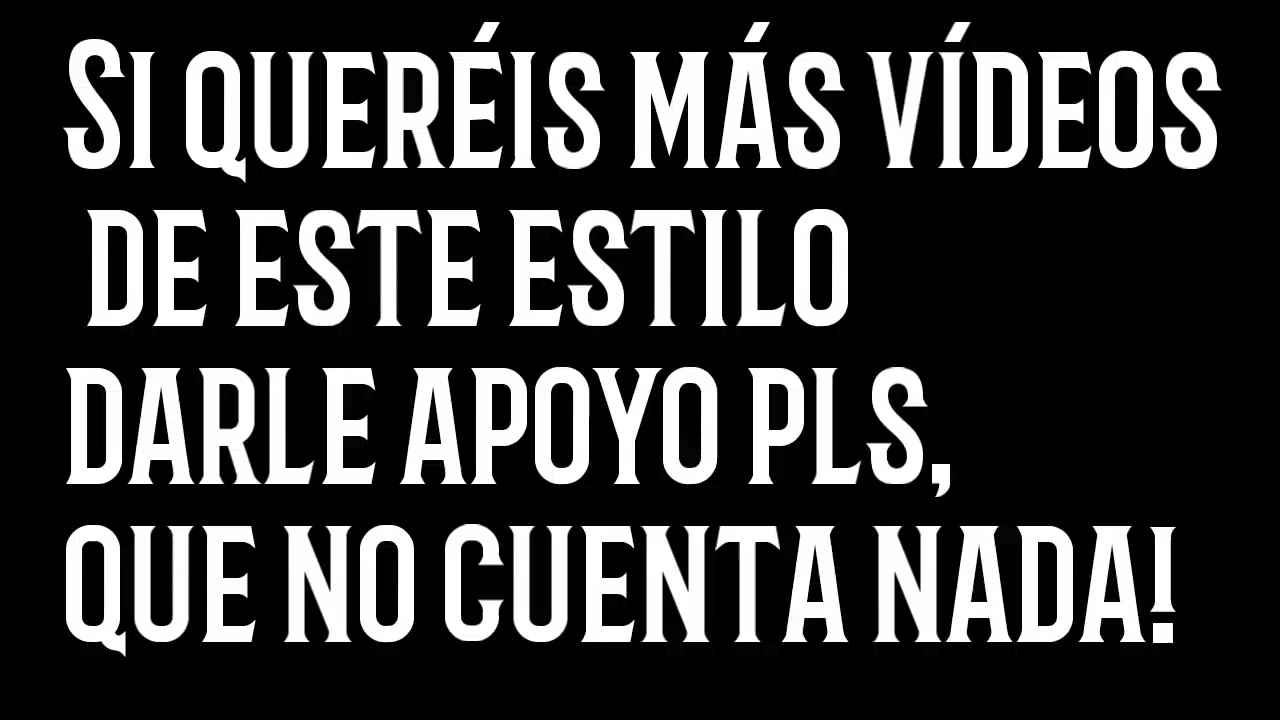 SI QUERÉIS MÁS VÍDEOS
DE ESTE ESTILO
DARLE APOYO PLS,
QUE NO CUENTA NADA!